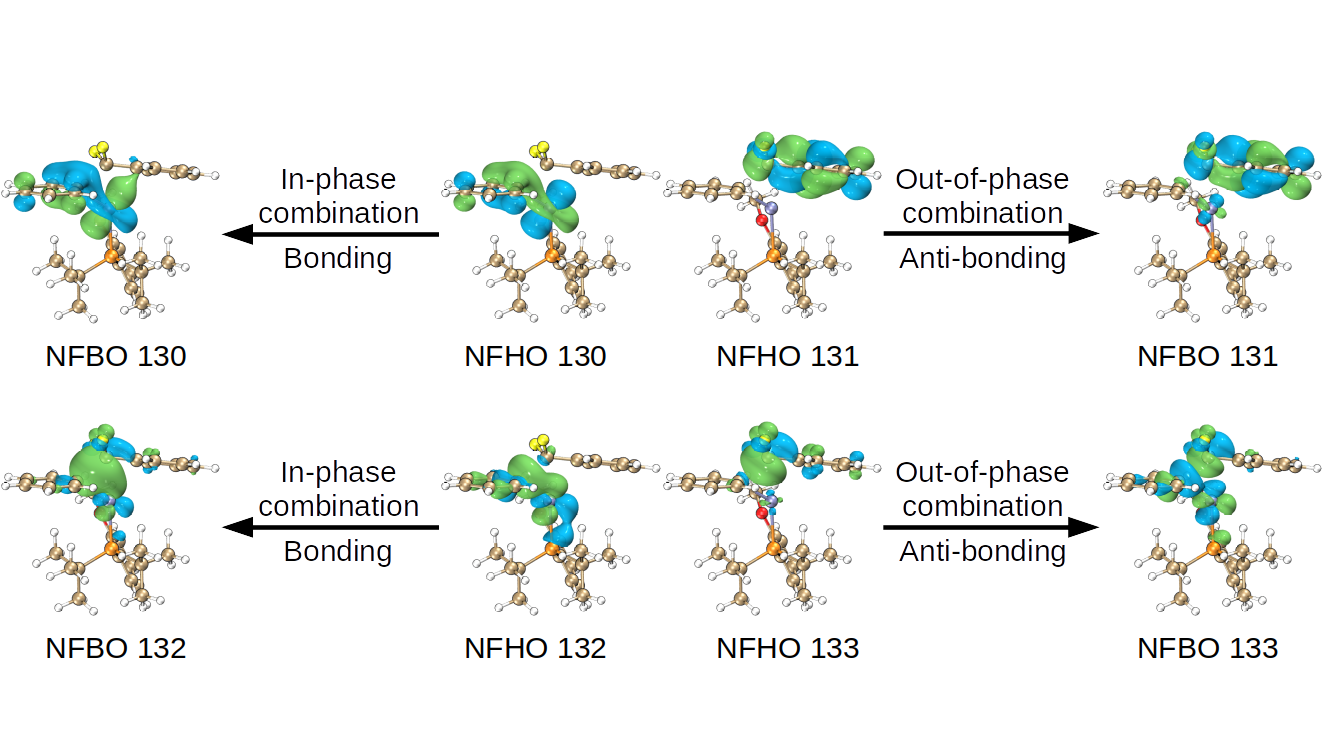 In-phase
combination
Bonding
Out-of-phase
combination
Anti-bonding
NFBO 130
NFHO 130
NFHO 131
NFBO 131
In-phase
combination
Bonding
Out-of-phase
combination
Anti-bonding
NFBO 132
NFHO 132
NFHO 133
NFBO 133